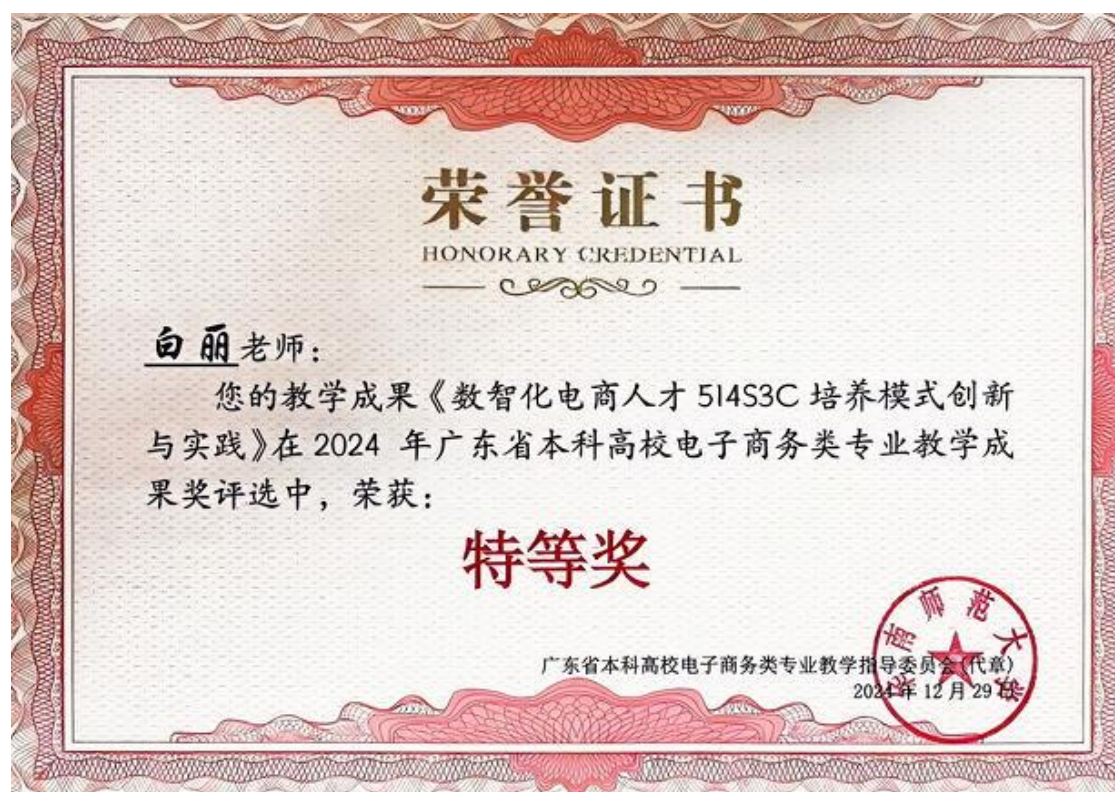 荣誉证书
HONORARY CREDENTIAL
白丽老师：
您的教学成果《数智化电商人才5I4S3C培养模式创新
与实践》在2024 年广东省本科高校电子商务类专业教学成
果奖评选中，荣获：
特等奖
华南师范大学
广东省本科高校电子商务类专业教学指导委员会(代章)
2024年12月29日